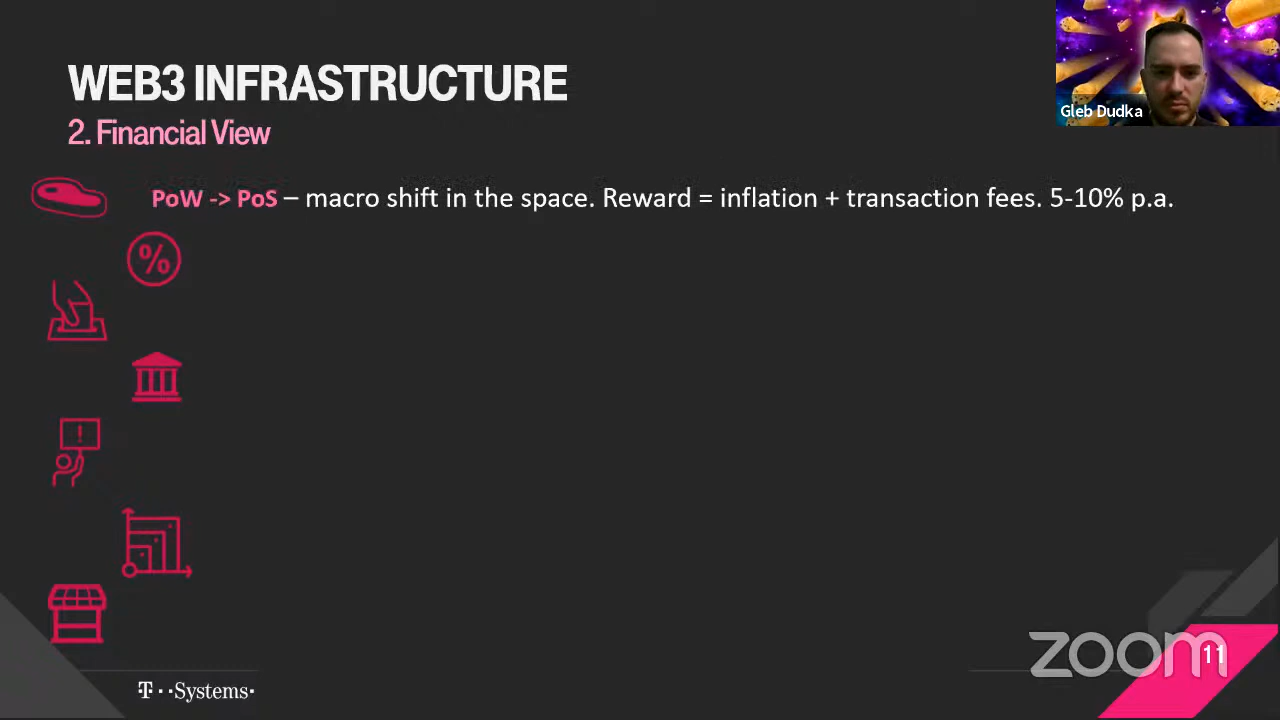 WEB3 INFRASTRUCTURE
2. Financial View
Gleb Dudka
PoW -> PoS – macro shift in the space. Reward = inflation + transaction fees. 5-10% p.a.
%
!
zoom
11
T · ·Systems·